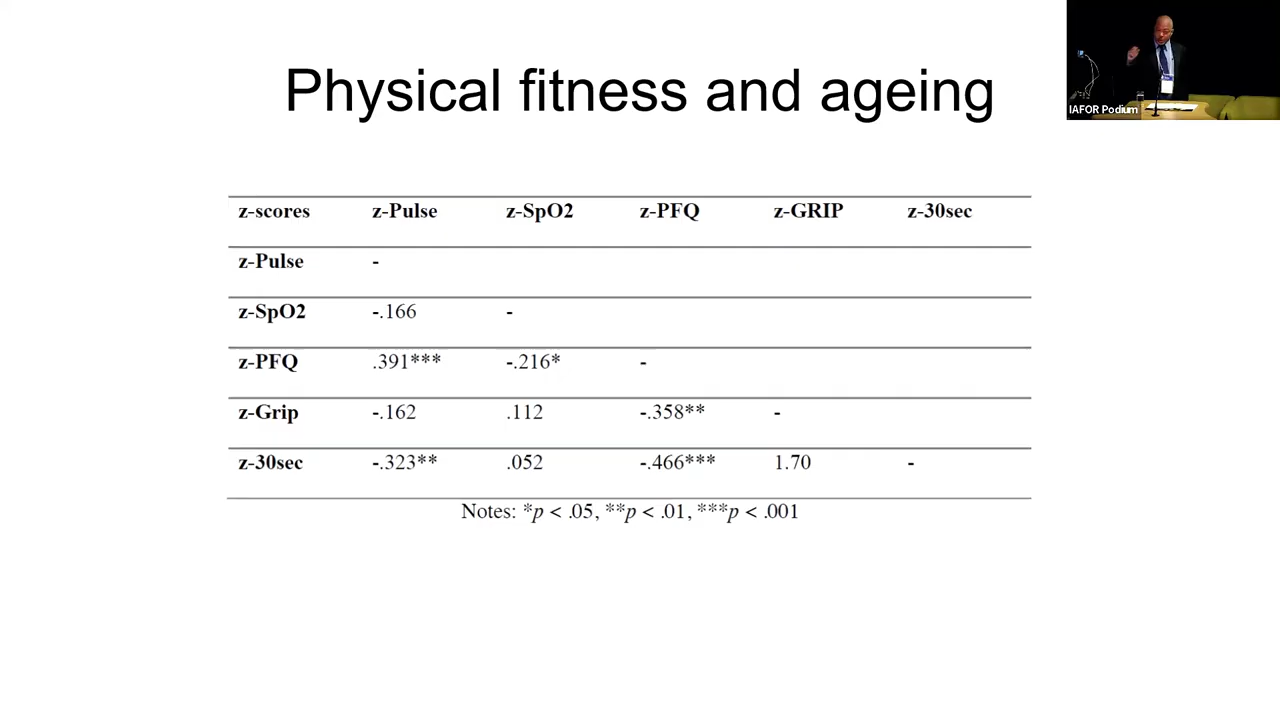 Physical fitness and ageing
IAFOR Podium
z-scores z-Pulse z-SpO2 z-PFQ z-GRIP z-30sec
z-Pulse -
z-SpO2 -.166 -
z-PFQ .391*** -.216* -
z-Grip -.162 .112 -.358** -
z-30sec -.323** .052 -.466*** 1.70 -
Notes: *p < .05, **p < .01, ***p < .001